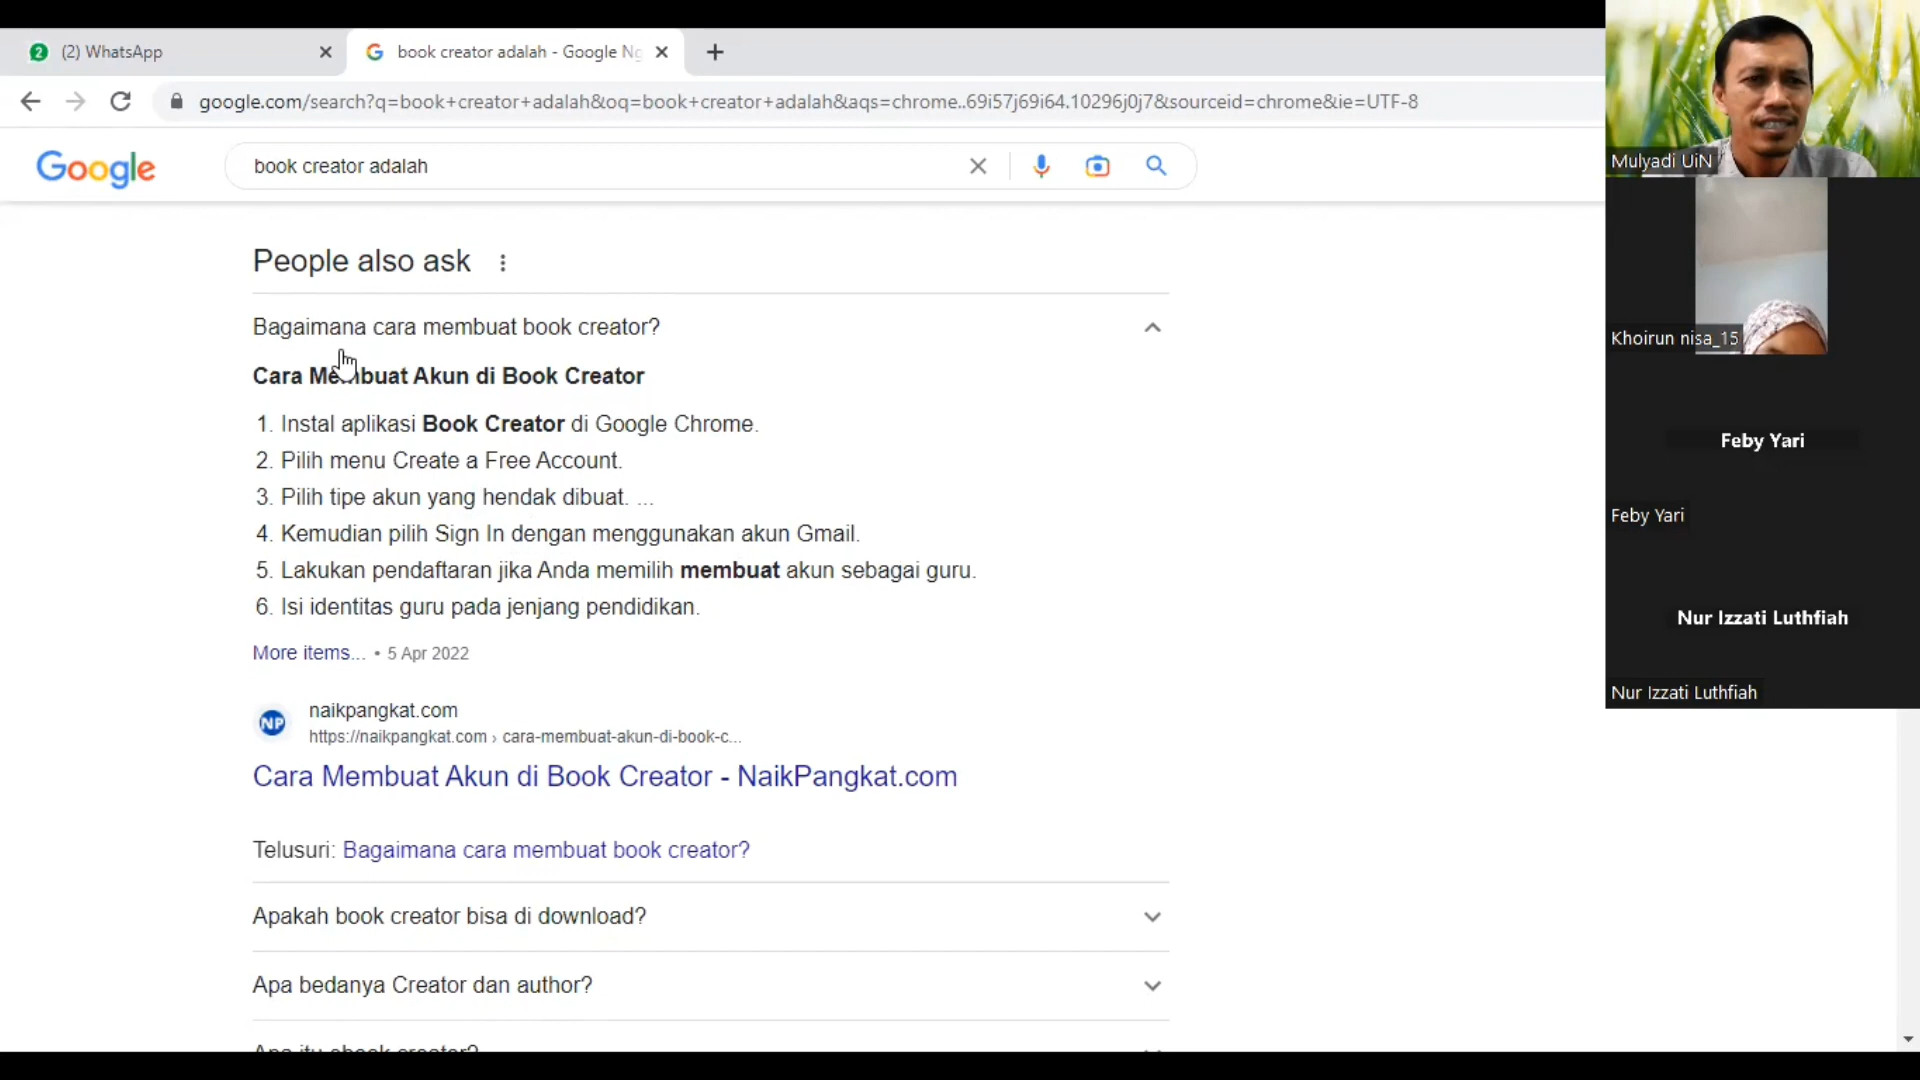 2 (2) WhatsApp
book creator adalah - Google
google.com/search?q=book+creator+adalah&oq=book+creator+adalah&aqs=chrome..69i57j69i64.10296j0j7&sourceid=chrome&ie=UTF-8
Google
book creator adalah
People also ask
Bagaimana cara membuat book creator?
Cara Membuat Akun di Book Creator
1. Instal aplikasi Book Creator di Google Chrome.
2. Pilih menu Create a Free Account.
3. Pilih tipe akun yang hendak dibuat. ...
4. Kemudian pilih Sign In dengan menggunakan akun Gmail.
5. Lakukan pendaftaran jika Anda memilih membuat akun sebagai guru.
6. Isi identitas guru pada jenjang pendidikan.
More items... • 5 Apr 2022
NP
naikpangkat.com
https://naikpangkat.com › cara-membuat-akun-di-book-c...
Cara Membuat Akun di Book Creator - NaikPangkat.com
Telusuri: Bagaimana cara membuat book creator?
Apakah book creator bisa di download?
Apa bedanya Creator dan author?
Apa itu ebook creator?
Mulyadi UiN
Khoirun nisa_15
Feby Yari
Feby Yari
Nur Izzati Luthfiah
Nur Izzati Luthfiah